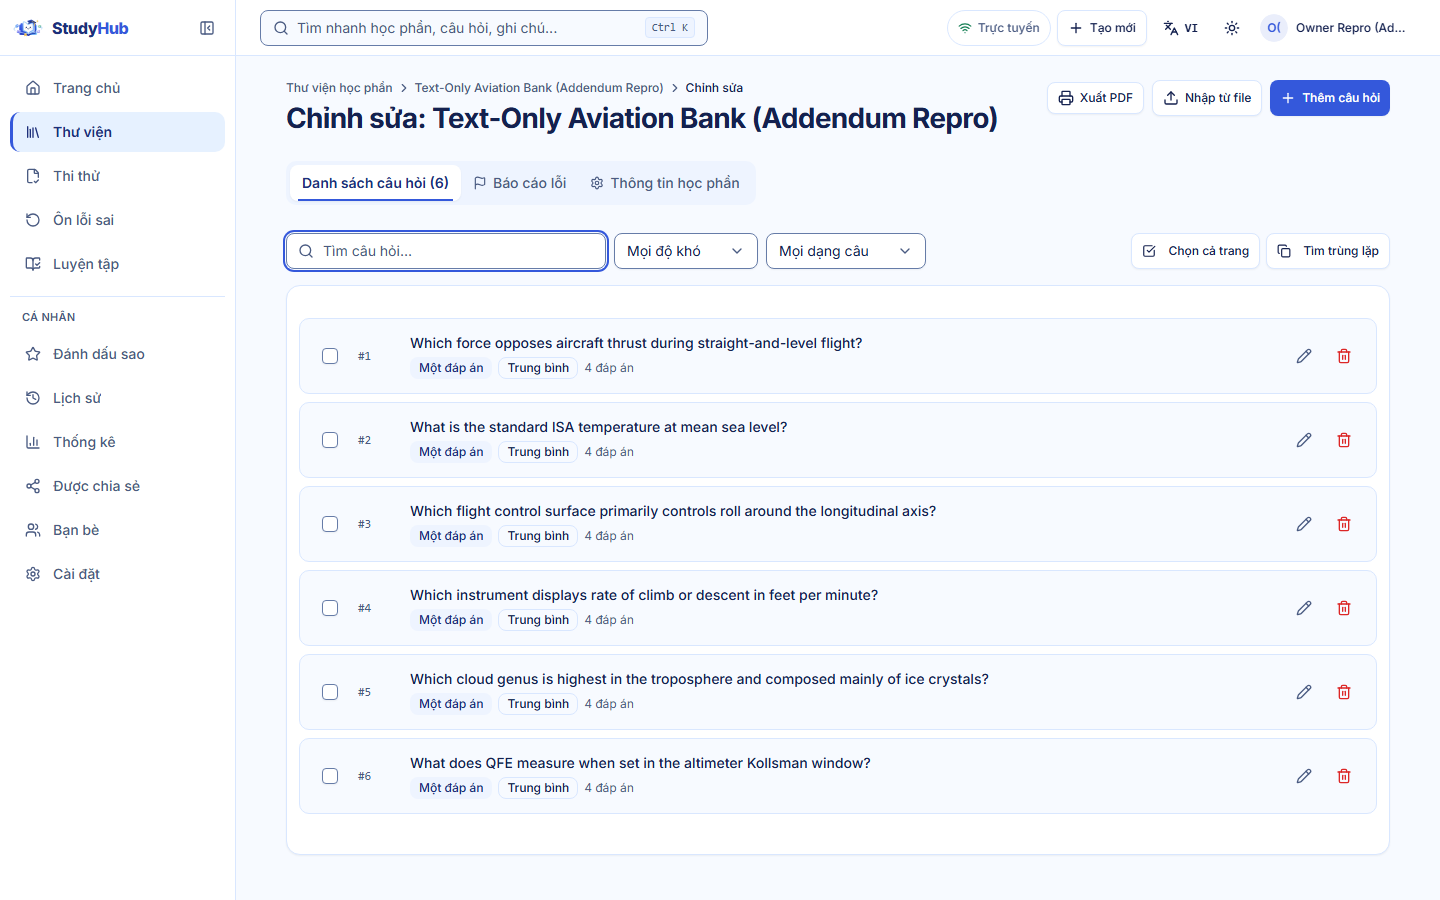 StudyHub
Tìm nhanh học phần, câu hỏi, ghi chú...
Ctrl K
Trực tuyến
Tạo mới
VI
O(
Owner Repro (Ad...
Trang chủ
Thư viện
Thi thử
Ôn lỗi sai
Luyện tập
CÁ NHÂN
Đánh dấu sao
Lịch sử
Thống kê
Được chia sẻ
Bạn bè
Cài đặt
Thư viện học phần > Text-Only Aviation Bank (Addendum Repro) > Chỉnh sửa
Chỉnh sửa: Text-Only Aviation Bank (Addendum Repro)
Xuất PDF
Nhập từ file
Thêm câu hỏi
Danh sách câu hỏi (6)
Báo cáo lỗi
Thông tin học phần
Tìm câu hỏi...
Mọi độ khó
Mọi dạng câu
Chọn cả trang
Tìm trùng lặp
#1
Which force opposes aircraft thrust during straight-and-level flight?
Một đáp án Trung bình 4 đáp án
#2
What is the standard ISA temperature at mean sea level?
Một đáp án Trung bình 4 đáp án
#3
Which flight control surface primarily controls roll around the longitudinal axis?
Một đáp án Trung bình 4 đáp án
#4
Which instrument displays rate of climb or descent in feet per minute?
Một đáp án Trung bình 4 đáp án
#5
Which cloud genus is highest in the troposphere and composed mainly of ice crystals?
Một đáp án Trung bình 4 đáp án
#6
What does QFE measure when set in the altimeter Kollsman window?
Một đáp án Trung bình 4 đáp án